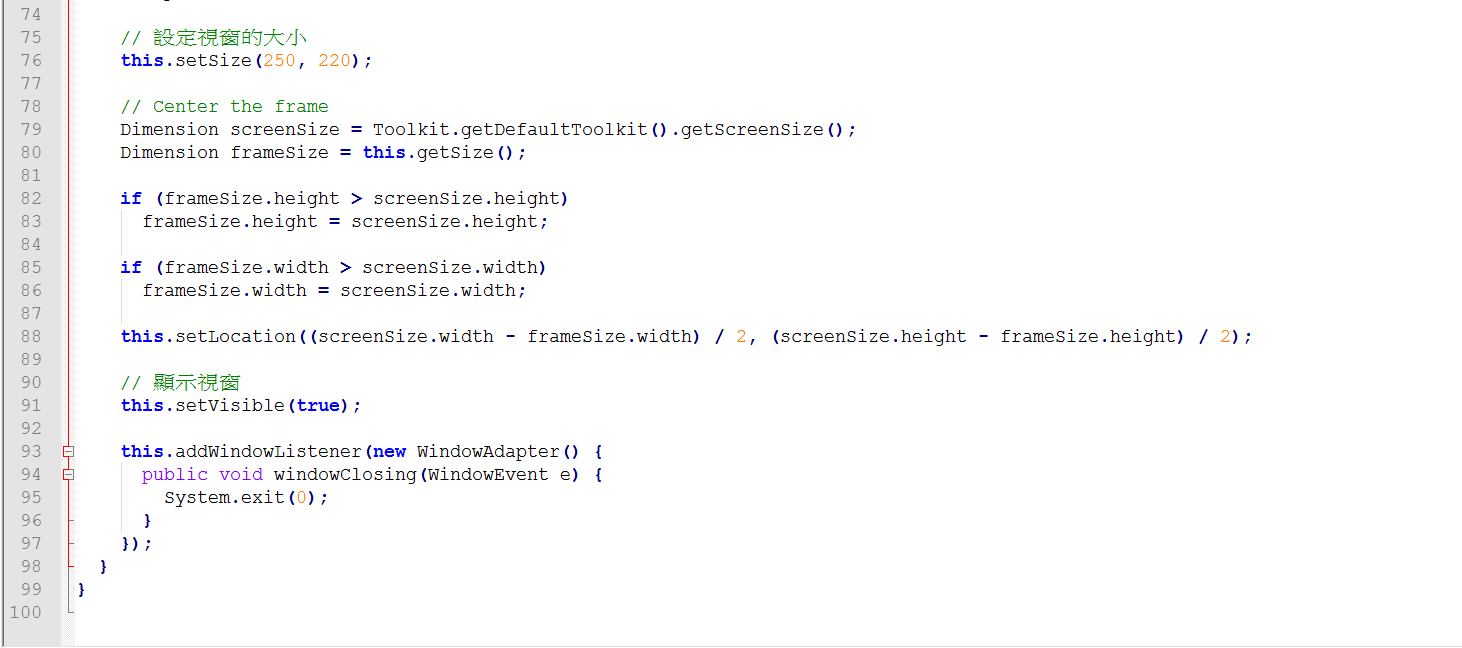 74
75 // 設定視窗的大小
76 this.setSize(250, 220);
77
78 // Center the frame
79 Dimension screenSize = Toolkit.getDefaultToolkit().getScreenSize();
80 Dimension frameSize = this.getSize();
81
82 if (frameSize.height > screenSize.height)
83 frameSize.height = screenSize.height;
84
85 if (frameSize.width > screenSize.width)
86 frameSize.width = screenSize.width;
87
88 this.setLocation((screenSize.width - frameSize.width) / 2, (screenSize.height - frameSize.height) / 2);
89
90 // 顯示視窗
91 this.setVisible(true);
92
93 this.addWindowListener(new WindowAdapter() {
94 public void windowClosing(WindowEvent e) {
95 System.exit(0);
96 }
97 });
98 }
99 }
100